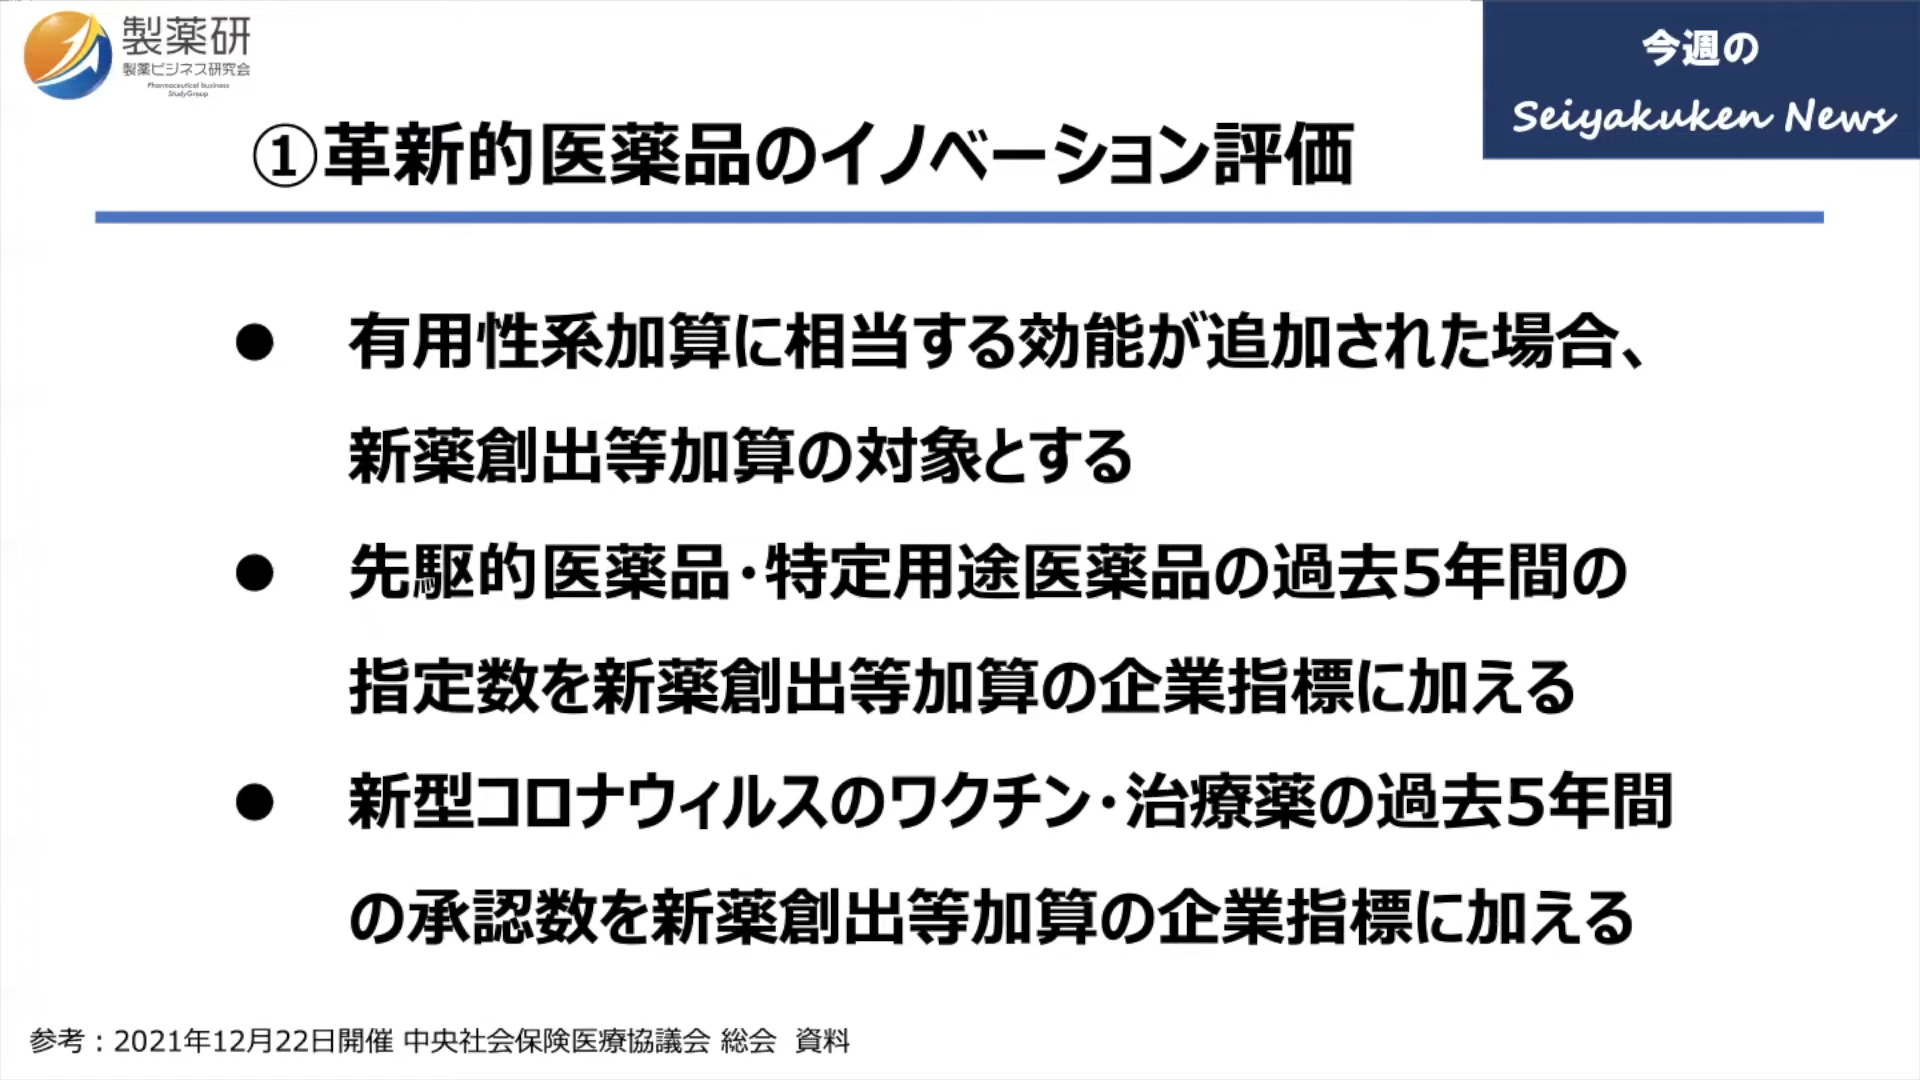 製薬研
製薬ビジネス研究会
Pharmaceutical business
StudyGroup
今週の
Seiyakuken News
①革新的医薬品のイノベーション評価
● 有用性系加算に相当する効能が追加された場合、
新薬創出等加算の対象とする
● 先駆的医薬品･特定用途医薬品の過去5年間の
指定数を新薬創出等加算の企業指標に加える
● 新型コロナウィルスのワクチン･治療薬の過去5年間
の承認数を新薬創出等加算の企業指標に加える
参考：2021年12月22日開催 中央社会保険医療協議会 総会 資料